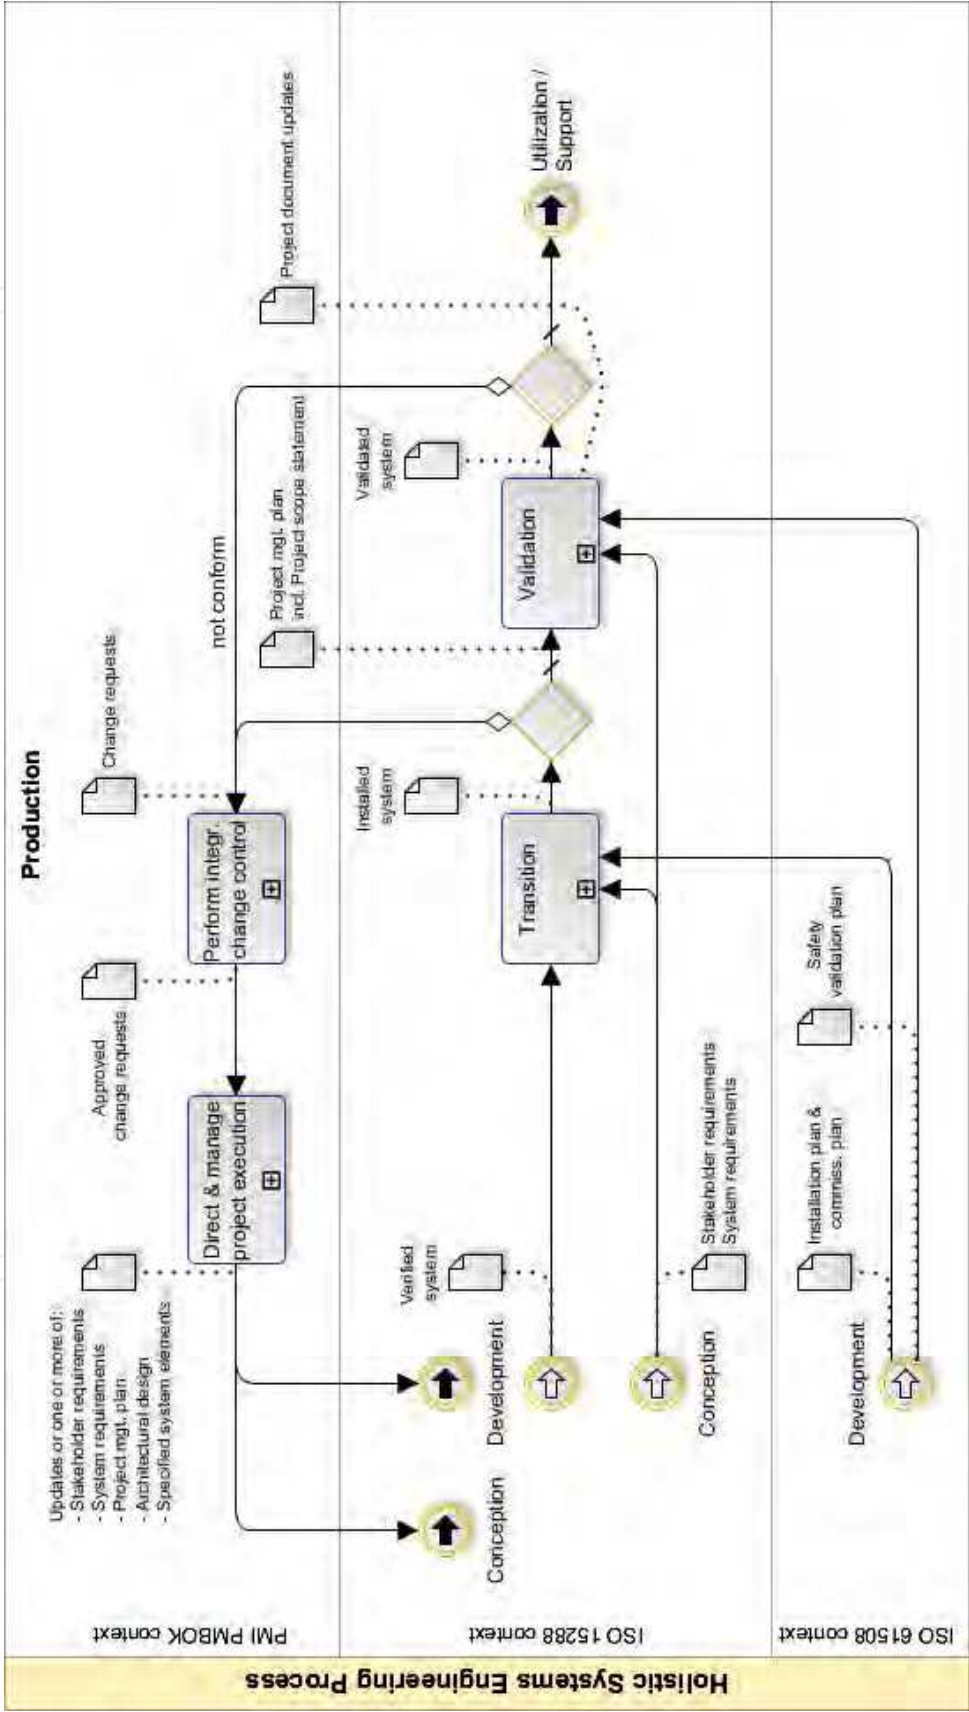 Holistic Systems Engineering Process
Production
PMI PMBOK context
Updates or one or more of:
- Stakeholder requirements
- System requirements
- Project mgt. plan
- Architectural design
- Specified system elements
Direct & manage
project execution
Approved
change requests
Perform integr.
change control
Change requests
not conform
Project mgt. plan
incl. Project scope statement
Project document updates
ISO 15288 context
Conception
Development
Verified
system
Transition
Installed
system
Validation
Validated
system
Utilization /
Support
Conception
Stakeholder requirements
System requirements
ISO 61508 context
Development
Installation plan &
commiss. plan
Safety
validation plan